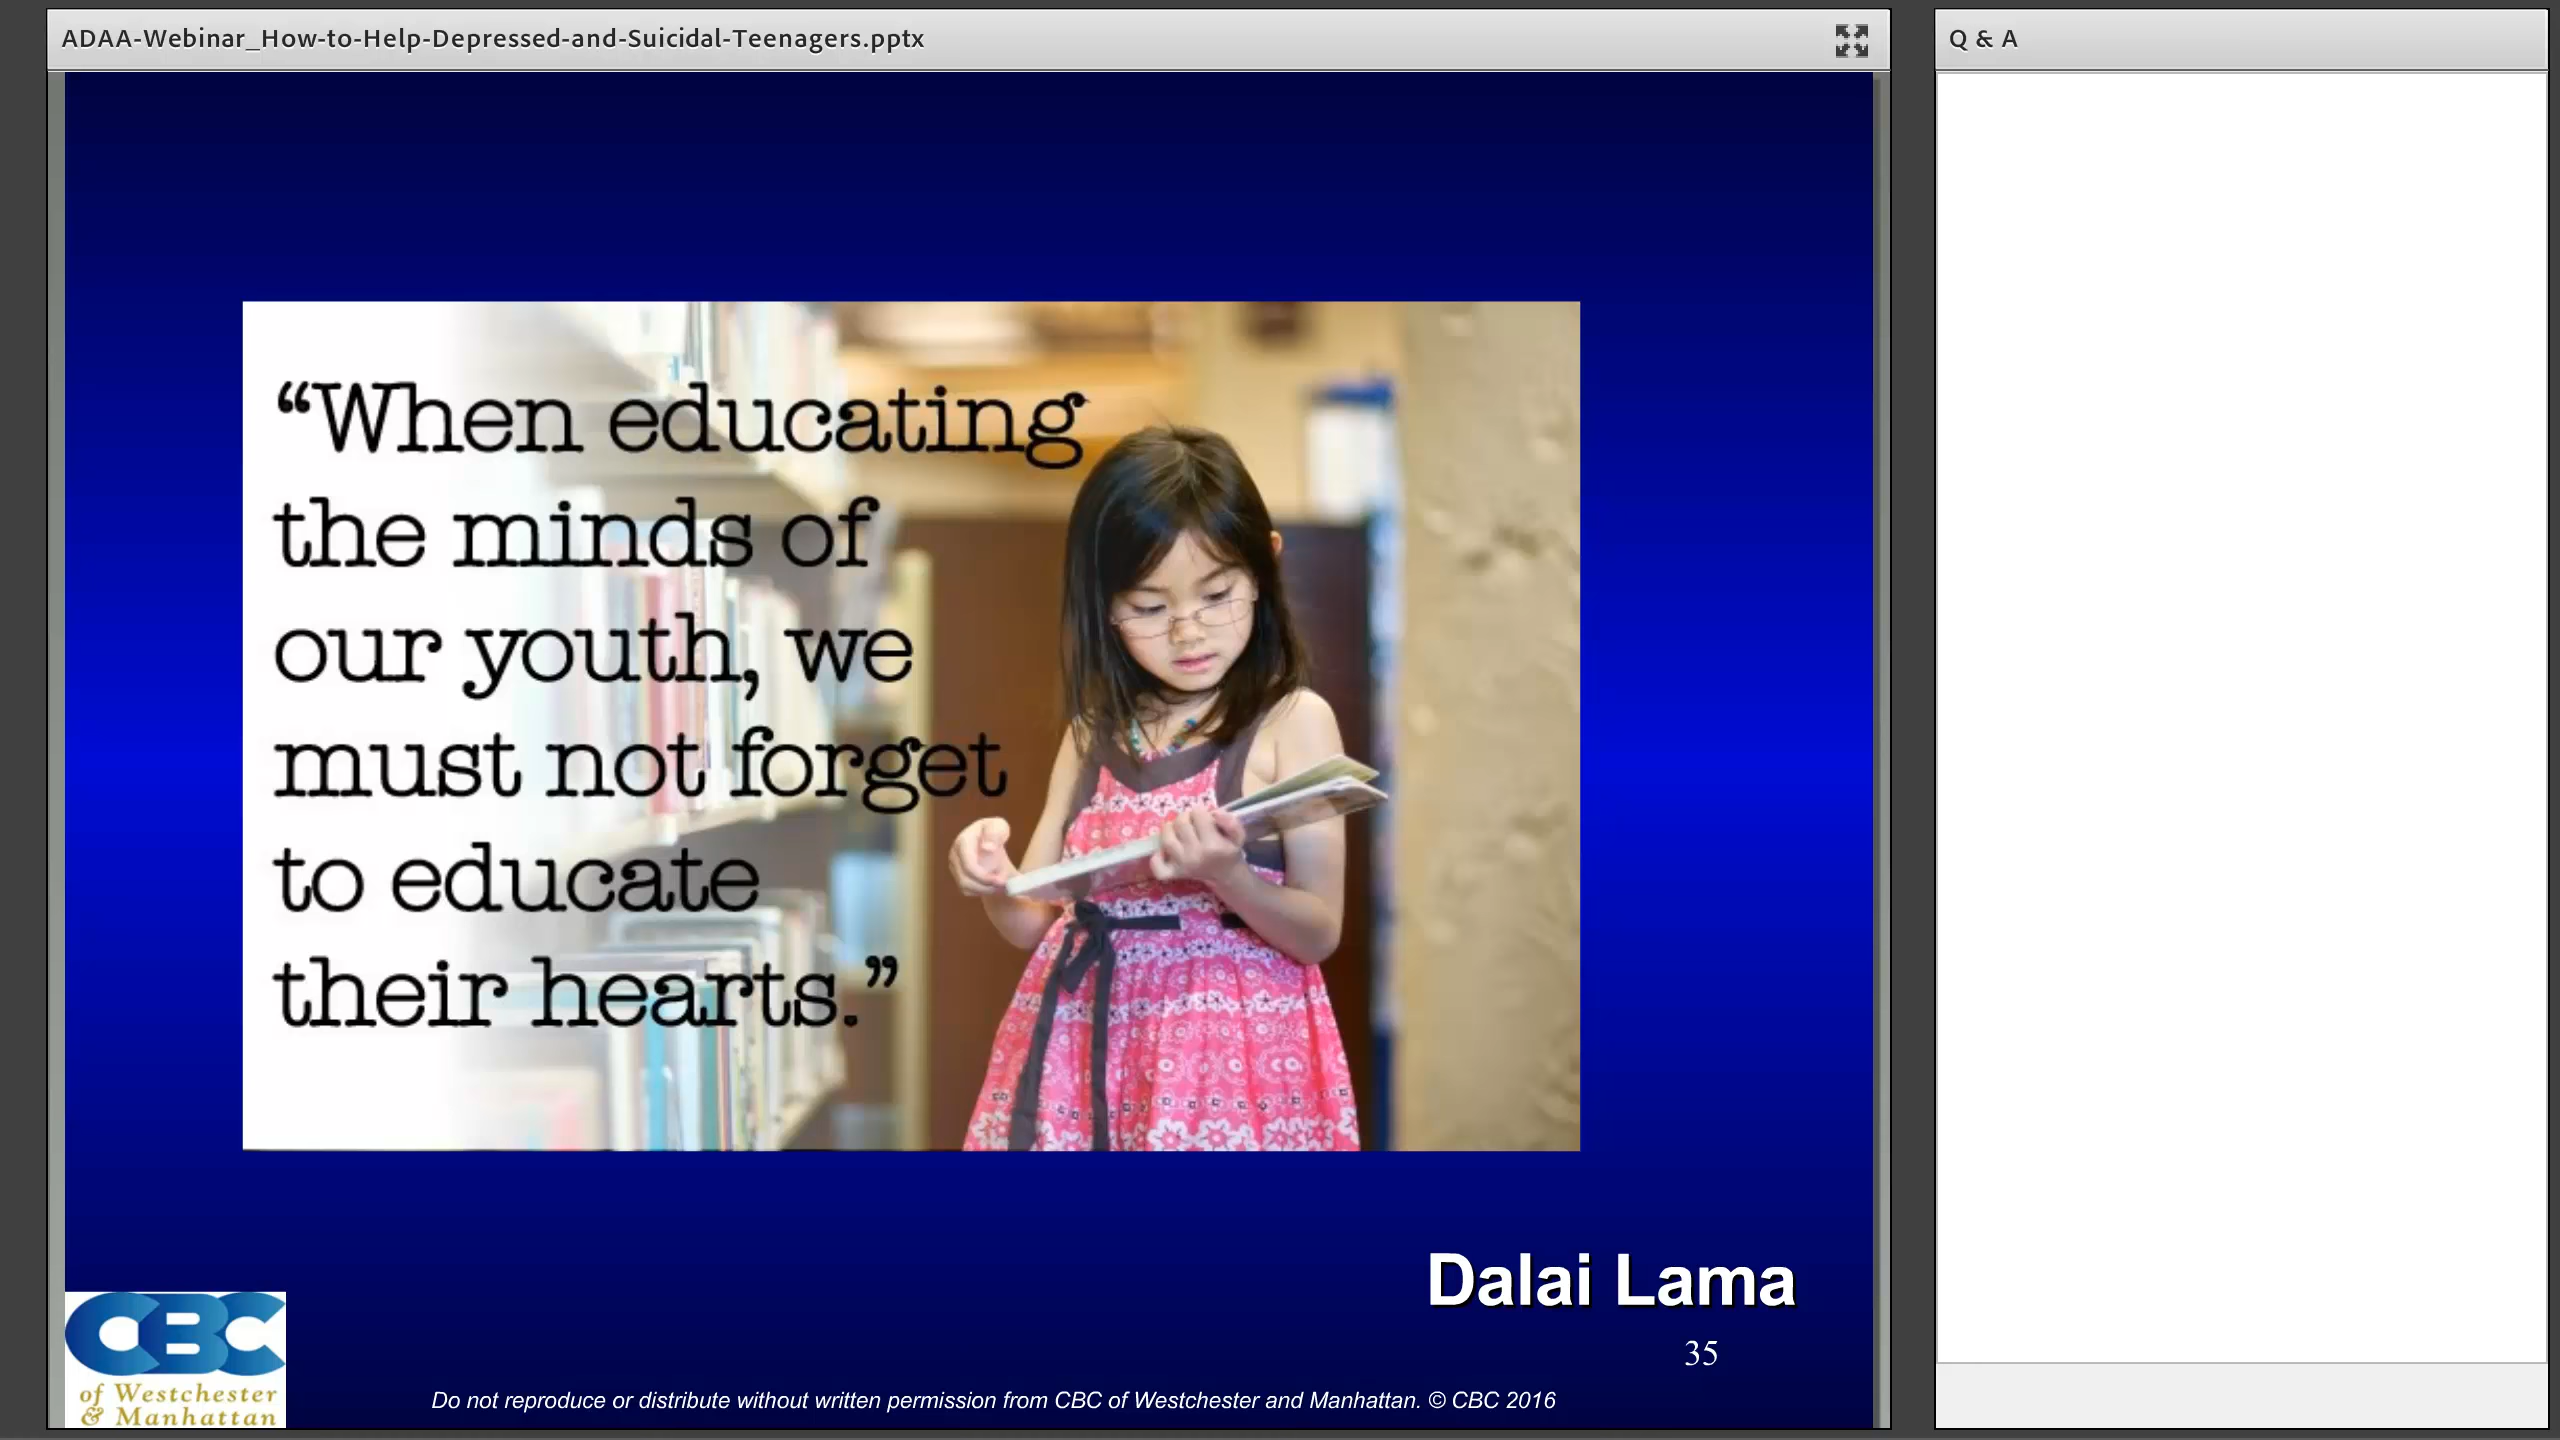 ADAA-Webinar_How-to-Help-Depressed-and-Suicidal-Teenagers.pptx
Q & A
“When educating
the minds of
our youth, we
must not forget
to educate
their hearts.”
Dalai Lama
35
CBC
of Westchester
& Manhattan
Do not reproduce or distribute without written permission from CBC of Westchester and Manhattan. © CBC 2016